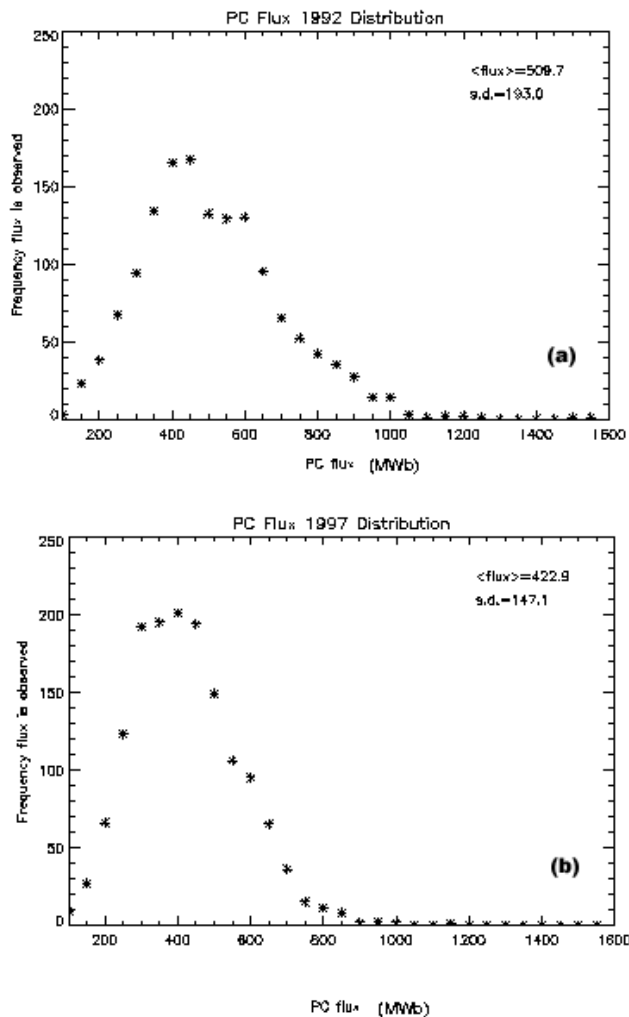 PC Flux 1992 Distribution
250
<flux>=509.7
s.d.=193.0
200
150
Frequency flux is observed
100
50
(a)
0
200 400 600 800 1000 1200 1400 1600
PC flux (MWb)
PC Flux 1997 Distribution
250
<flux>=422.9
s.d.=147.1
200
150
Frequency flux is observed
100
50
(b)
0
200 400 600 800 1000 1200 1400 1600
PC flux (MWb)